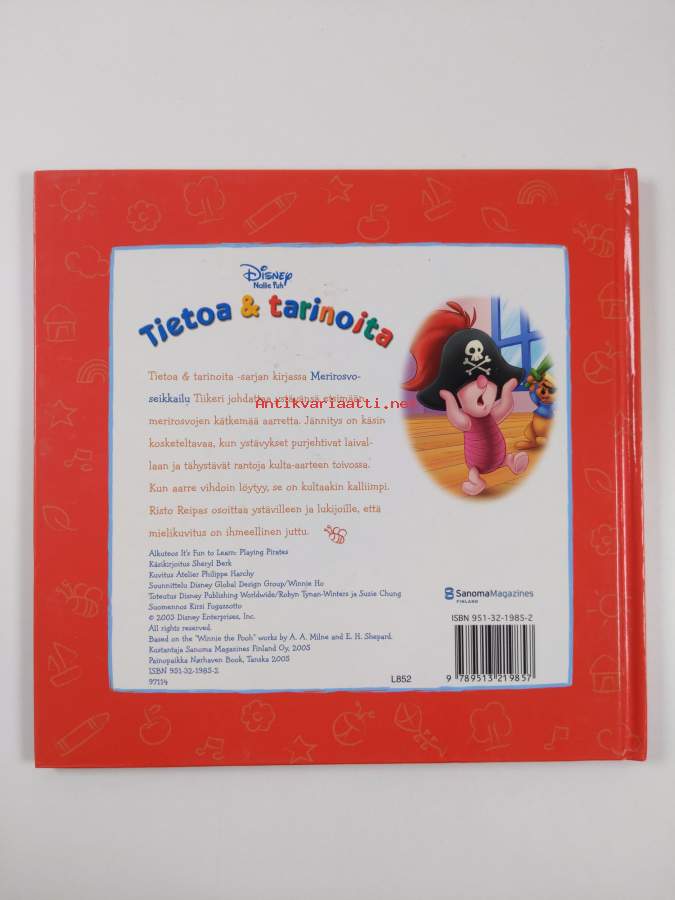 Disney
Nalle Puh
Tietoa & tarinoita
Tietoa & tarinoita -sarjan kirjassa Merirosvo-
seikkailu Tiikeri johdattaa ystävänsä etsimään
Antikvariaatti.net
merirosvojen kätkemää aarretta. Jännitys on käsin
kosketeltavaa, kun ystävykset purjehtivat laival-
laan ja tähystävät rantoja kulta-aarteen toivossa.
Kun aarre vihdoin löytyy, se on kultaakin kalliimpi.
Risto Reipas osoittaa ystävilleen ja lukijoille, että
mielikuvitus on ihmeellinen juttu.
Alkuteos It's Fun to Learn: Playing Pirates
Käsikirjoitus Sheryl Berk
Kuvitus Atelier Philippe Harchy
Suunnittelu Disney Global Design Group/Winnie Ho
Toteutus Disney Publishing Worldwide/Robyn Tynan-Winters ja Susie Chung
Suomennos Kirsi Fogassotto
© 2003 Disney Enterprises, Inc.
All rights reserved.
Based on the "Winnie the Pooh" works by A. A. Milne and E. H. Shepard.
Kustantaja Sanoma Magazines Finland Oy, 2005
Painopaikka Nørhaven Book, Tanska 2005
ISBN 951-32-1985-2
97114
L852
SanomaMagazines
FINLAND
ISBN 951-32-1985-2
9 789513 219857